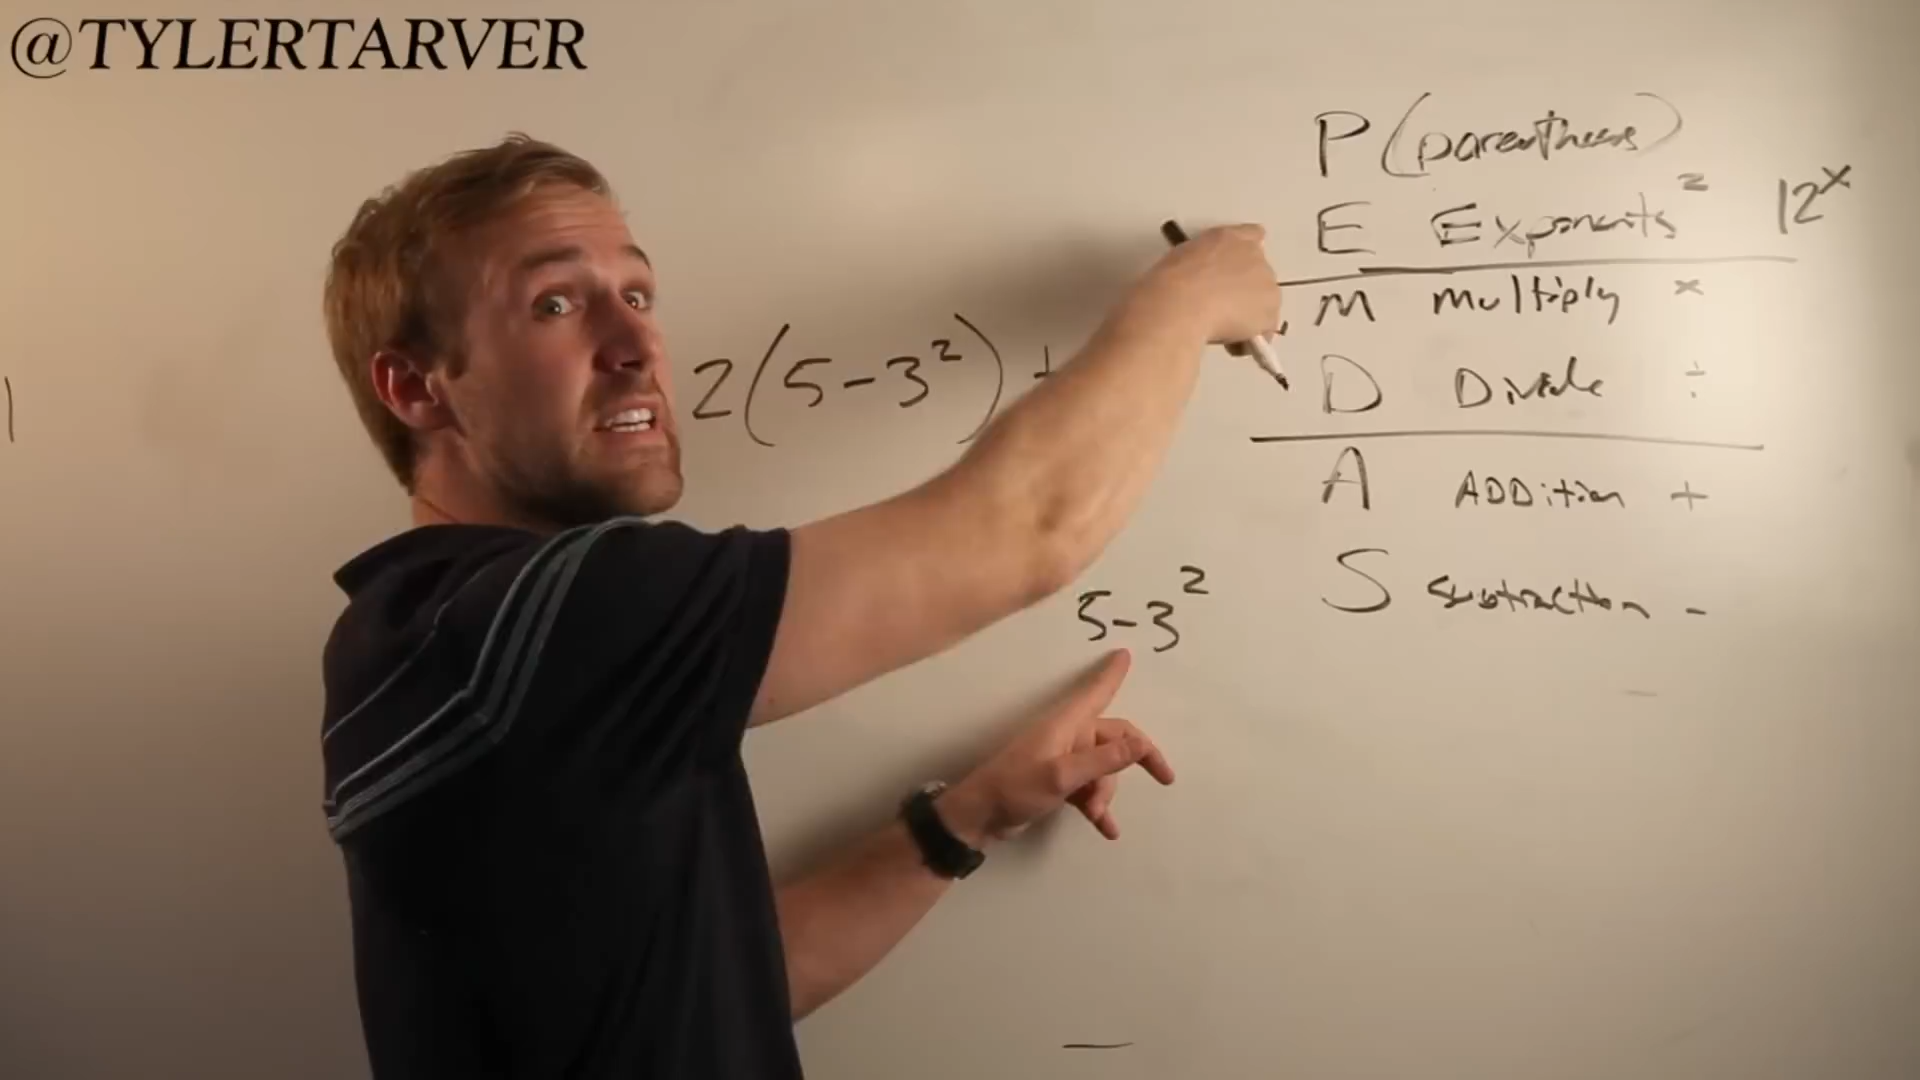 @TYLERTARVER
P (parenthesis)
E Exponents² 12ˣ
M multiply ×
2(5-3²) +
D Divide ÷
A ADDition +
S subtraction -
5-3²